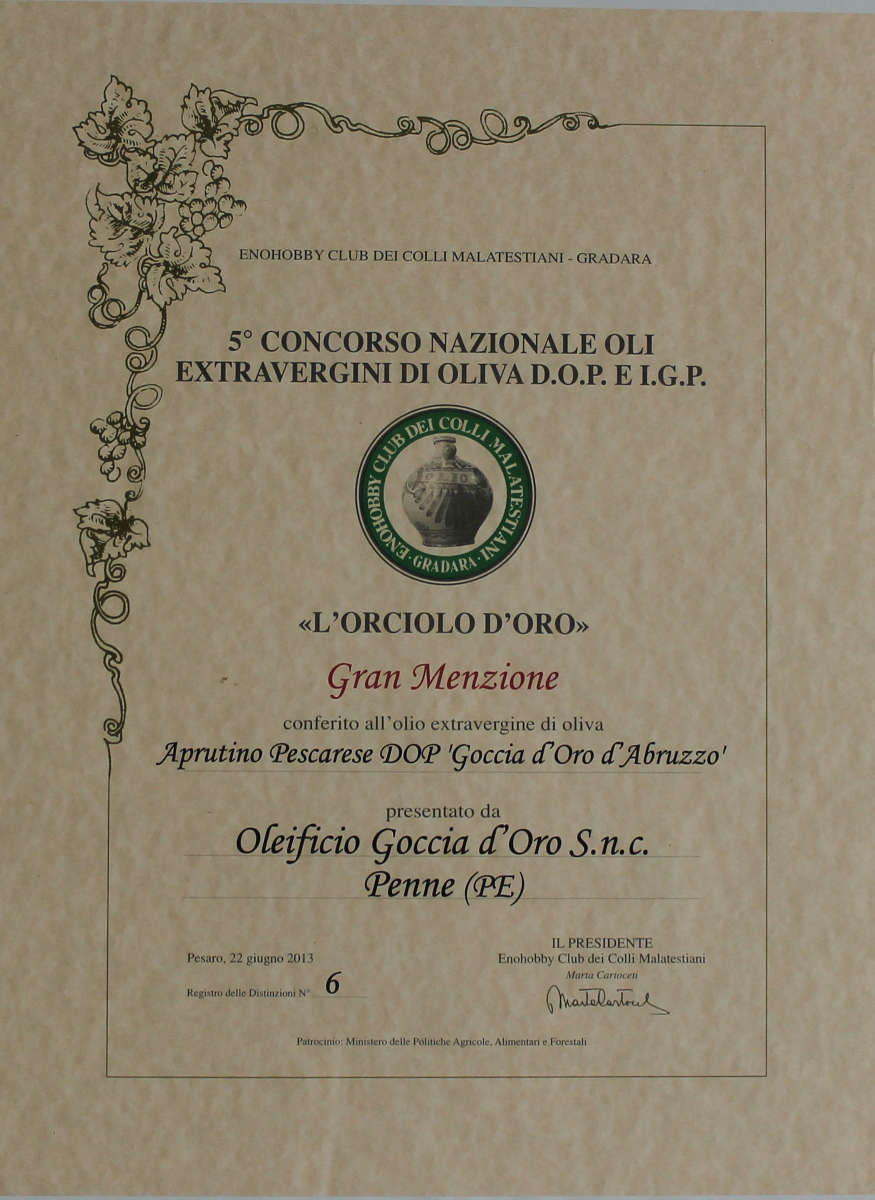 ENOHOBBY CLUB DEI COLLI MALATESTIANI - GRADARA
5° CONCORSO NAZIONALE OLI
EXTRAVERGINI DI OLIVA D.O.P. E I.G.P.
ENOHOBBY CLUB DEI COLLI MALATESTIANI
· GRADARA ·
«L'ORCIOLO D'ORO»
Gran Menzione
conferito all'olio extravergine di oliva
Aprutino Pescarese DOP 'Goccia d'Oro d'Abruzzo'
presentato da
Oleificio Goccia d'Oro S.n.c.
Penne (PE)
IL PRESIDENTE
Pesaro, 22 giugno 2013
Enohobby Club dei Colli Malatestiani
Marta Cartoceti
Registro delle Distinzioni N° 6
Patrocinio: Ministero delle Politiche Agricole, Alimentari e Forestali